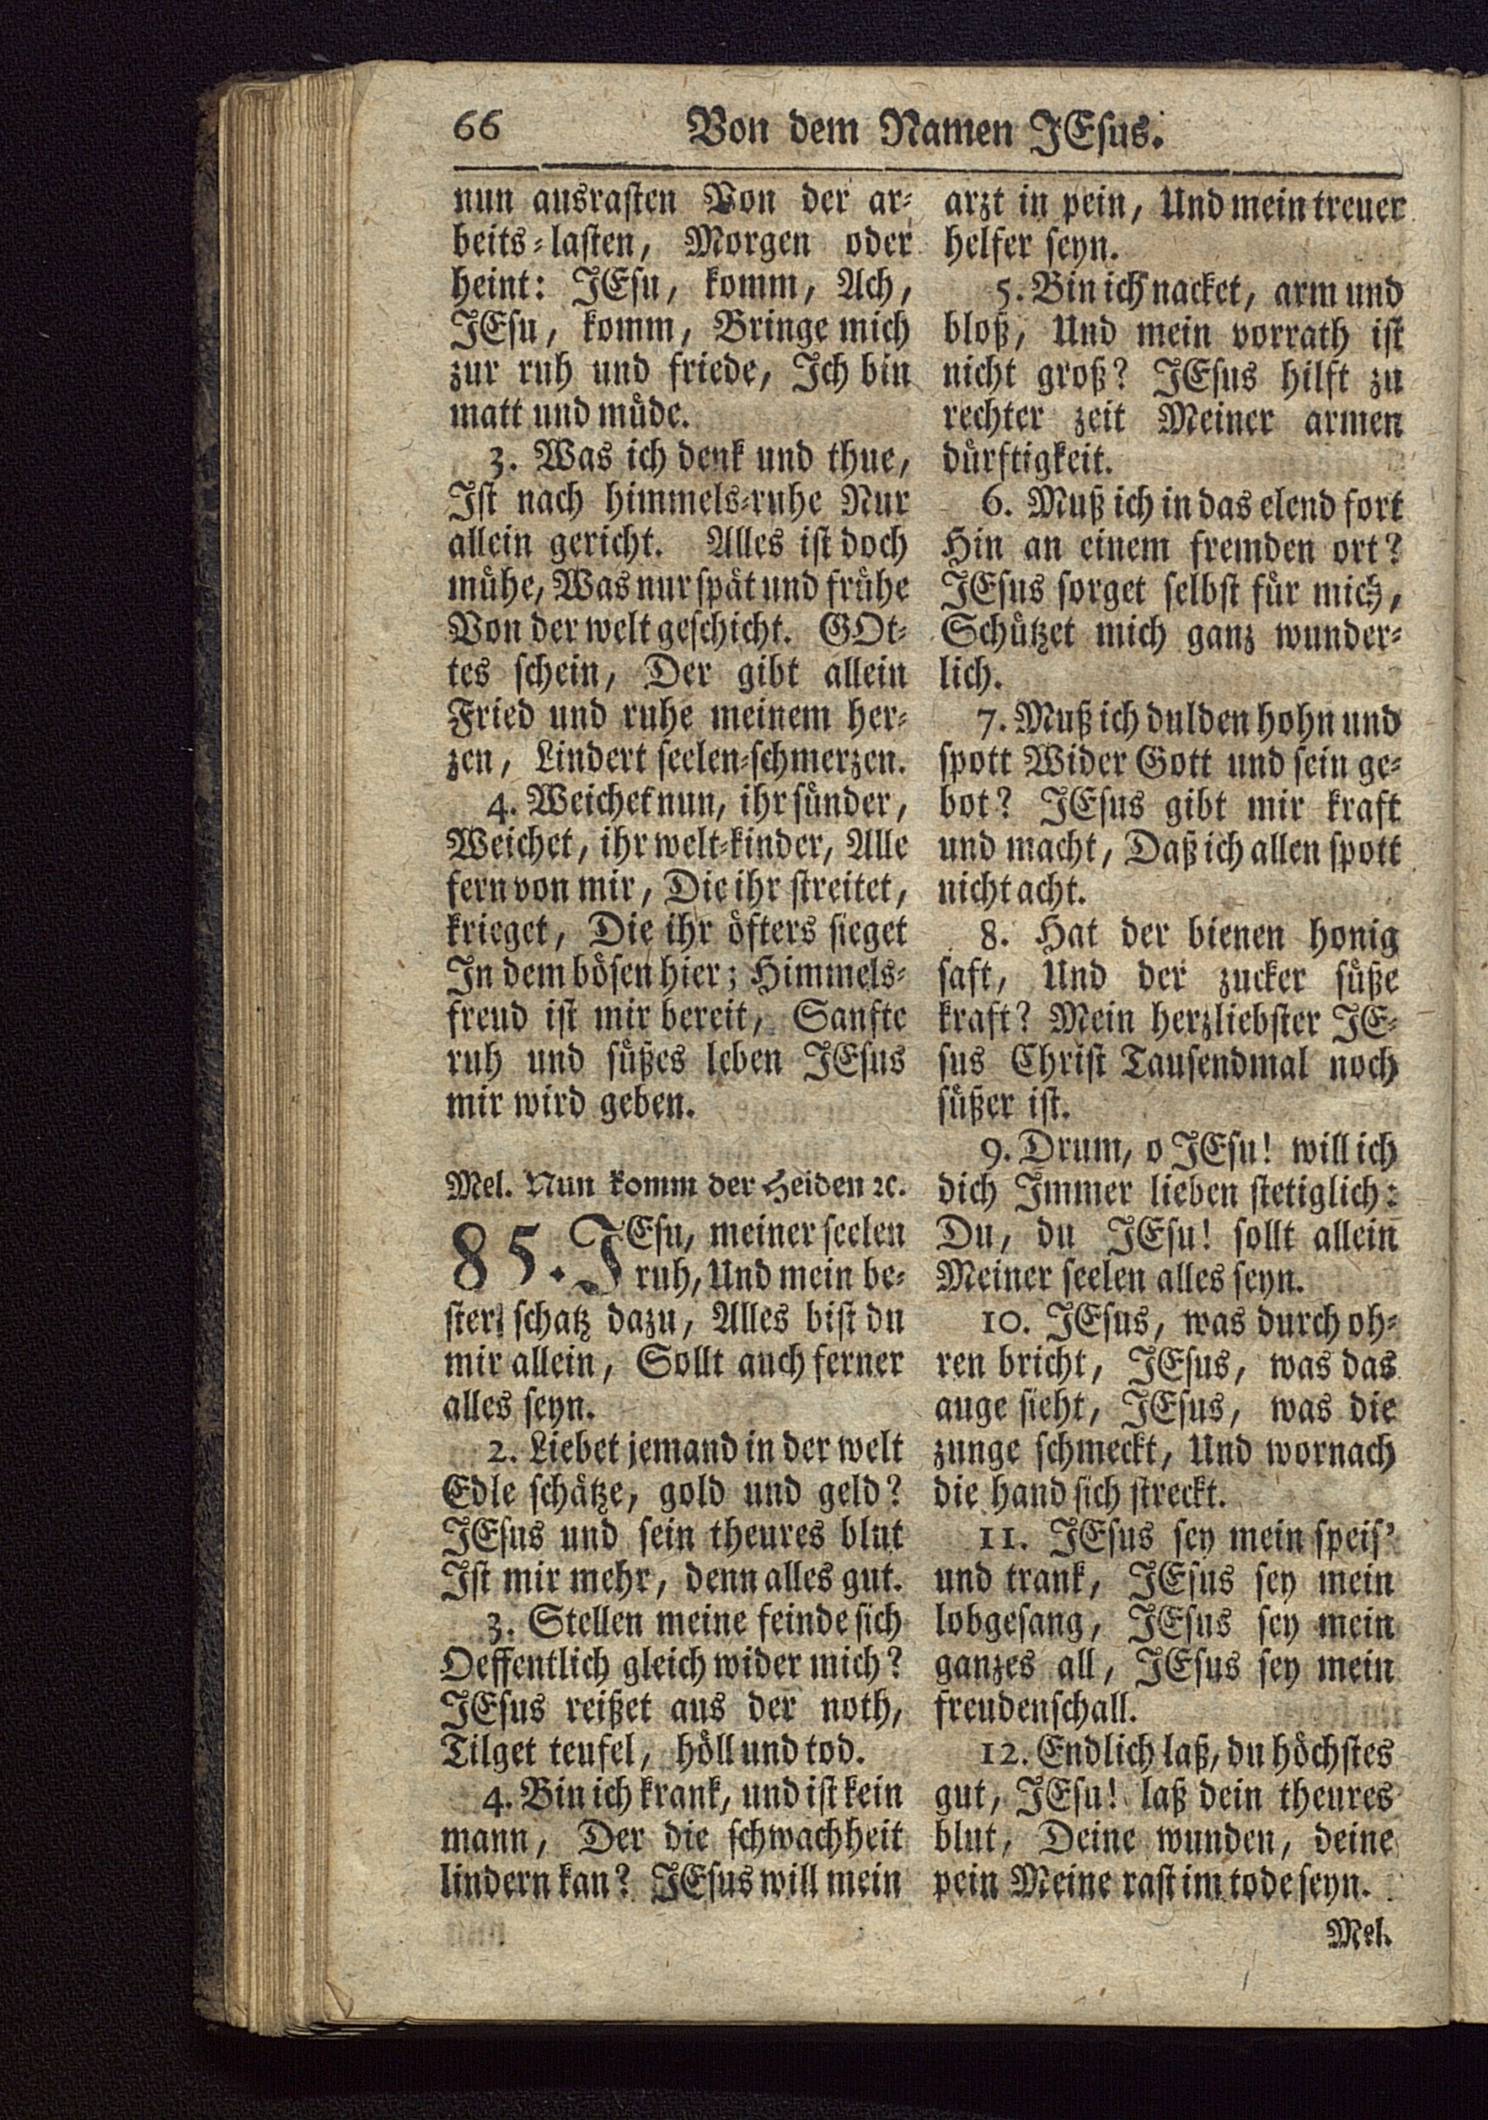 66 Von dem Namen JEsus.
nun ausrasten Von der ar-
beits-lasten, Morgen oder
heint: JEsu, komm, Ach,
JEsu, komm, Bringe mich
zur ruh und friede, Ich bin
matt und müde.
3. Was ich denk und thue,
Ist nach himmels-ruhe Nur
allein gericht. Alles ist doch
mühe, Was nur spät und frühe
Von der welt geschicht. GOt-
tes schein, Der gibt allein
Fried und ruhe meinem her-
zen, Lindert seelen-schmerzen.
4. Weichet nun, ihr sünder,
Weichet, ihr welt-kinder, Alle
fern von mir, Die ihr streitet,
krieget, Die ihr öfters sieget
In dem bösen hier; Himmels-
freud ist mir bereit, Sanfte
ruh und süßes leben JEsus
mir wird geben.
Mel. Nun komm der Heiden ꝛc.
85. JEsu, meiner seelen
ruh, Und mein be-
ster schatz dazu, Alles bist du
mir allein, Sollt auch ferner
alles seyn.
2. Liebet jemand in der welt
Edle schätze, gold und geld?
JEsus und sein theures blut
Ist mir mehr, denn alles gut.
3. Stellen meine feinde sich
Oeffentlich gleich wider mich?
JEsus reißet aus der noth,
Tilget teufel, höll und tod.
4. Bin ich krank, und ist kein
mann, Der die schwachheit
lindern kan? JEsus will mein
arzt in pein, Und mein treuer
helfer seyn.
5. Bin ich nacket, arm und
bloß, Und mein vorrath ist
nicht groß? JEsus hilft zu
rechter zeit Meiner armen
dürftigkeit.
6. Muß ich in das elend fort
Hin an einem fremden ort?
JEsus sorget selbst für mich,
Schützet mich ganz wunder-
lich.
7. Muß ich dulden hohn und
spott Wider Gott und sein ge-
bot? JEsus gibt mir kraft
und macht, Daß ich allen spott
nicht acht.
8. Hat der bienen honig
saft, Und der zucker süße
kraft? Mein herzliebster JE-
sus Christ Tausendmal noch
süßer ist.
9. Drum, o JEsu! will ich
dich Immer lieben stetiglich:
Du, du JEsu! sollt allein
Meiner seelen alles seyn.
10. JEsus, was durch oh-
ren bricht, JEsus, was das
auge sieht, JEsus, was die
zunge schmeckt, Und wornach
die hand sich streckt.
11. JEsus sey mein speis'
und trank, JEsus sey mein
lobgesang, JEsus sey mein
ganzes all, JEsus sey mein
freudenschall.
12. Endlich laß, du höchstes
gut, JEsu! laß dein theures
blut, Deine wunden, deine
pein Meine rast im tode seyn.
Mel.